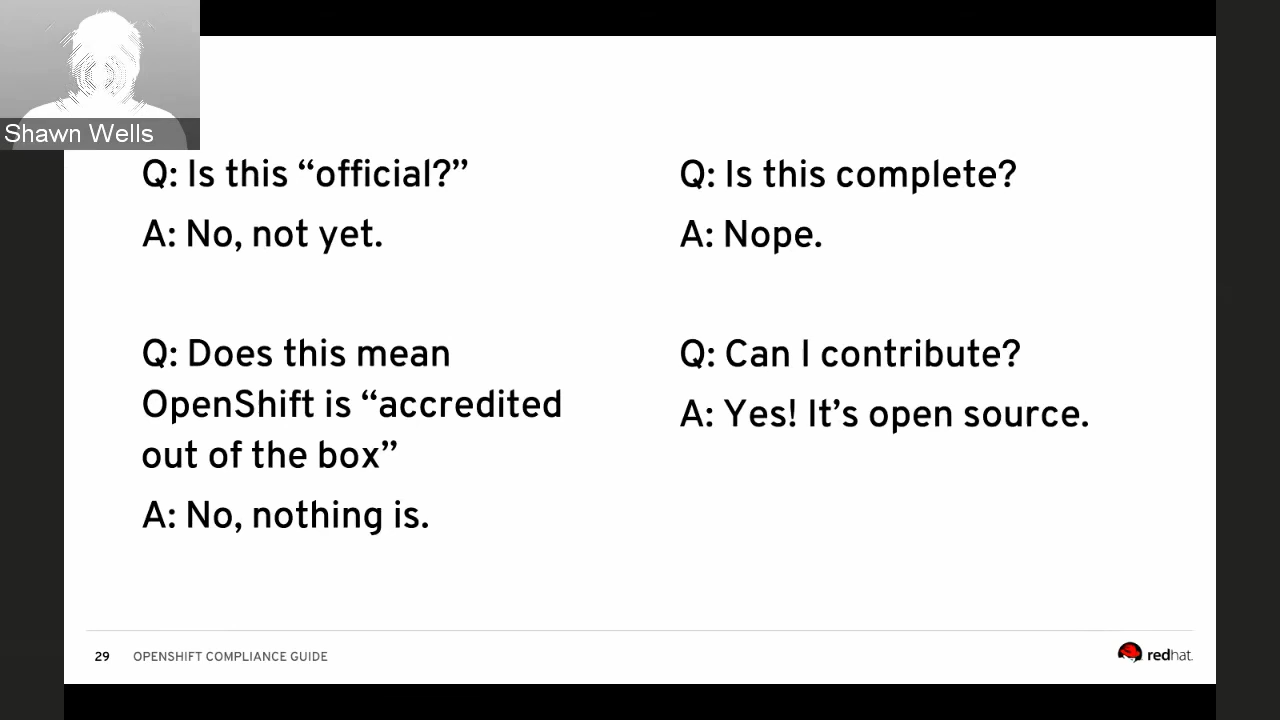 Shawn Wells
Q: Is this “official?”
A: No, not yet.
Q: Does this mean
OpenShift is “accredited
out of the box”
A: No, nothing is.
Q: Is this complete?
A: Nope.
Q: Can I contribute?
A: Yes! It’s open source.
29 OPENSHIFT COMPLIANCE GUIDE
redhat.